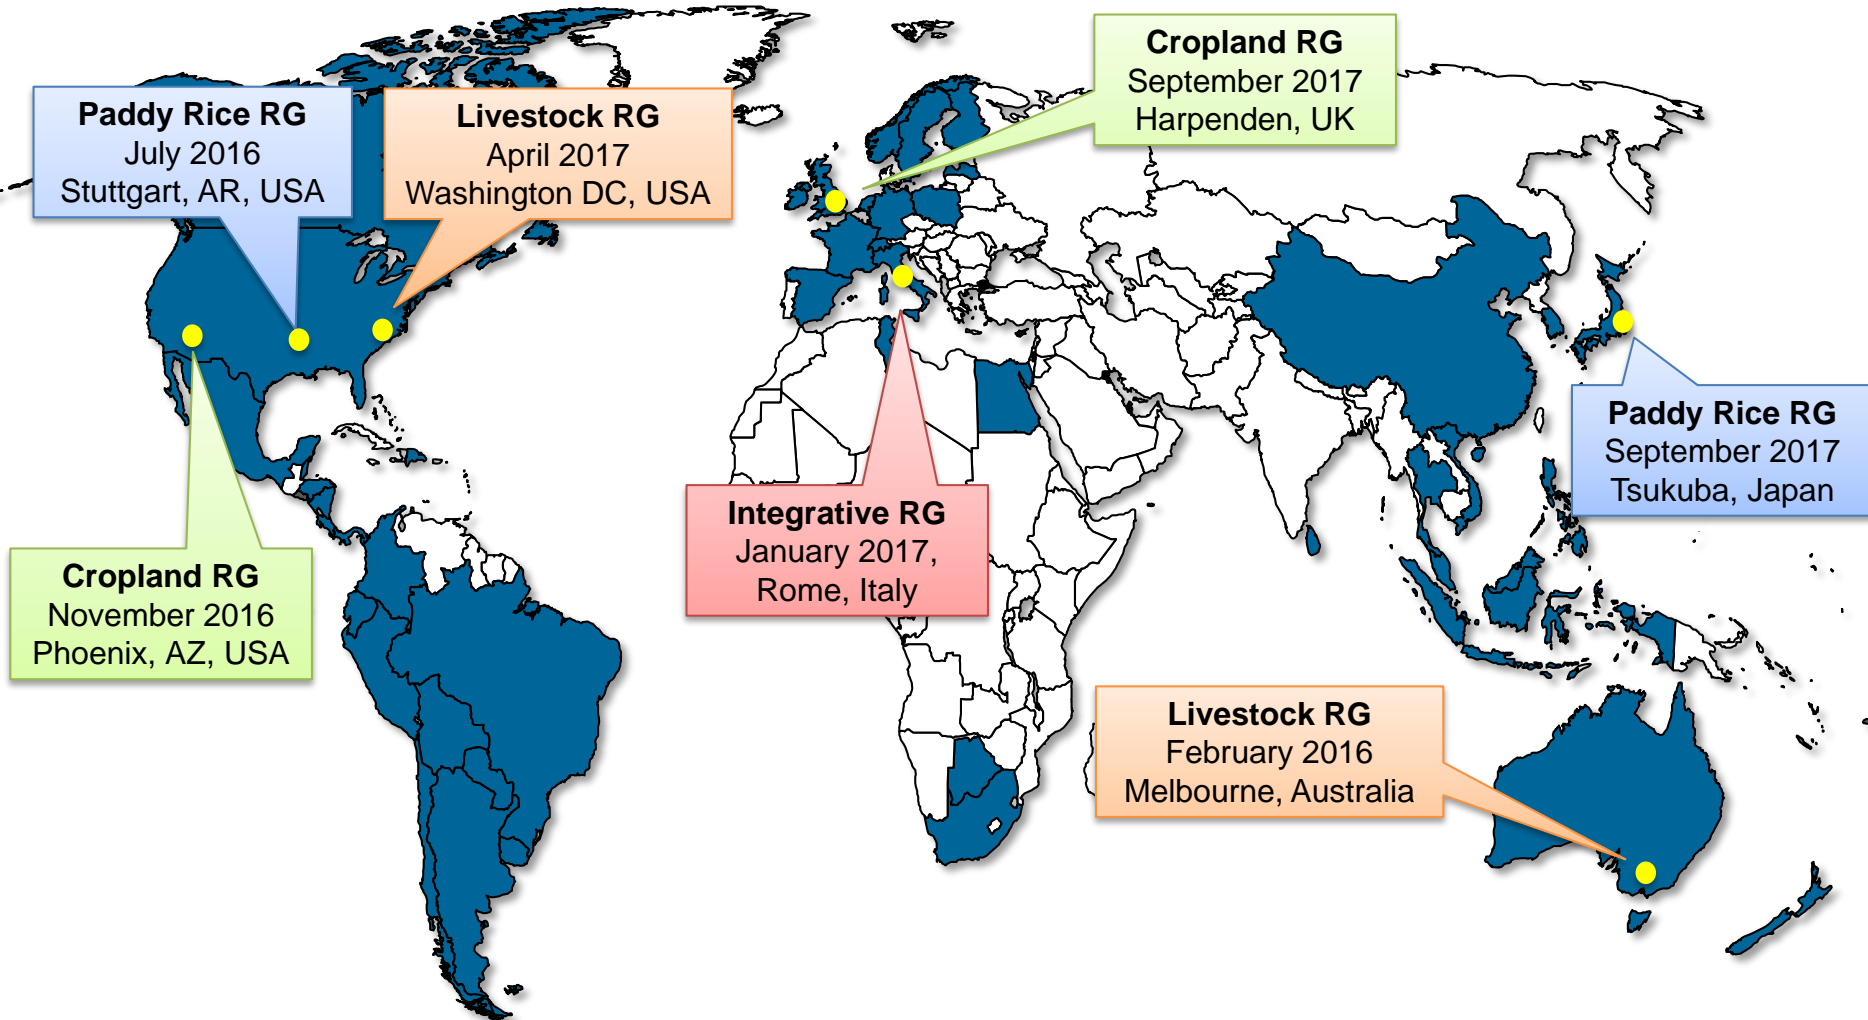 Paddy Rice RG
July 2016
Stuttgart, AR, USA
Livestock RG
April 2017
Washington DC, USA
Cropland RG
September 2017
Harpenden, UK
Paddy Rice RG
September 2017
Tsukuba, Japan
Integrative RG
January 2017,
Rome, Italy
Cropland RG
November 2016
Phoenix, AZ, USA
Livestock RG
February 2016
Melbourne, Australia